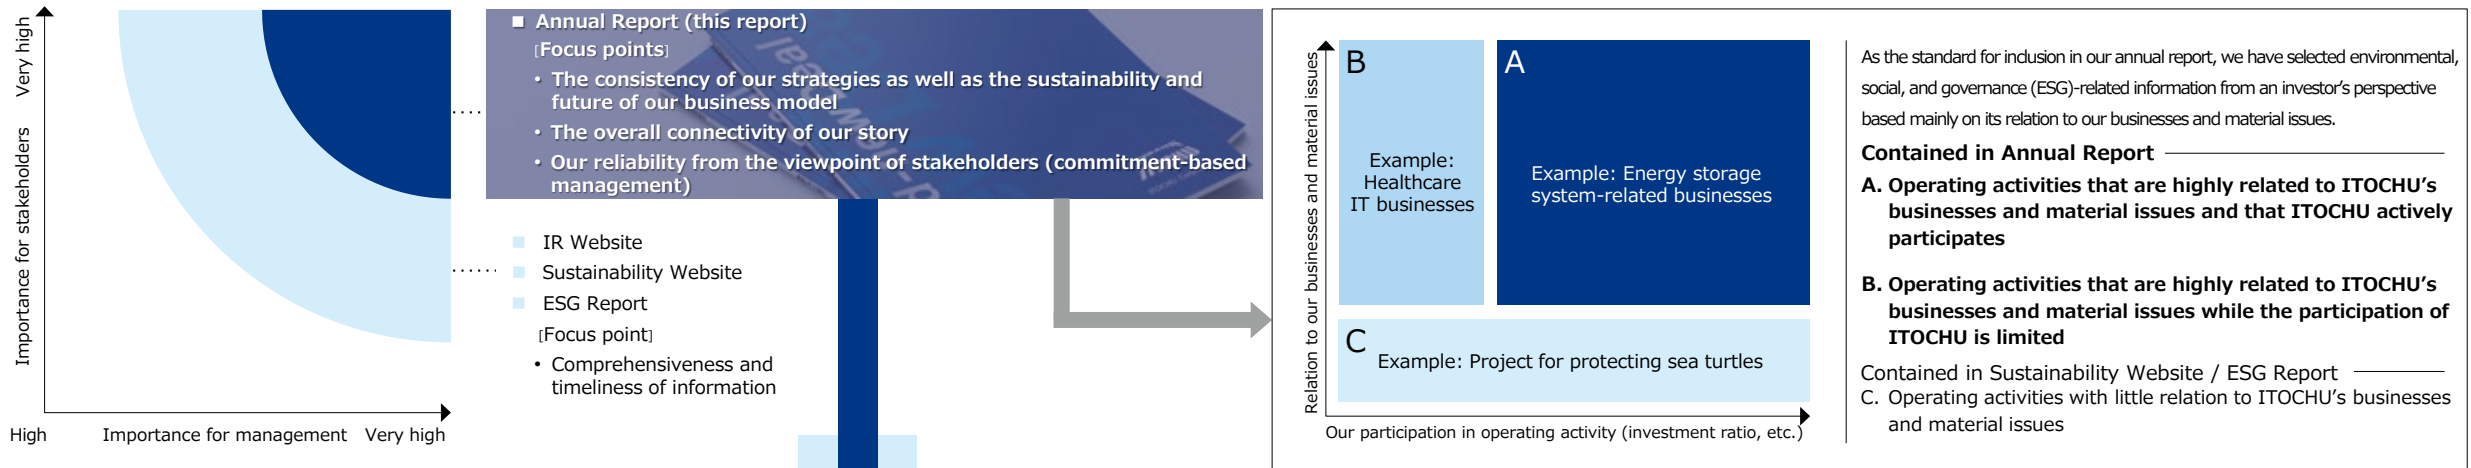 Very high
Importance for stakeholders
High
Importance for management
Very high
■ Annual Report (this report)
[Focus points]
• The consistency of our strategies as well as the sustainability and
future of our business model
• The overall connectivity of our story
• Our reliability from the viewpoint of stakeholders (commitment-based
management)
IR Website
Sustainability Website
ESG Report
[Focus point]
• Comprehensiveness and
timeliness of information
Relation to our businesses and material issues
B
Example:
Healthcare
IT businesses
A
Example: Energy storage
system-related businesses
C
Example: Project for protecting sea turtles
Our participation in operating activity (investment ratio, etc.)
As the standard for inclusion in our annual report, we have selected environmental,
social, and governance (ESG)-related information from an investor's perspective
based mainly on its relation to our businesses and material issues.
Contained in Annual Report
A. Operating activities that are highly related to ITOCHU's
businesses and material issues and that ITOCHU actively
participates
B. Operating activities that are highly related to ITOCHU's
businesses and material issues while the participation of
ITOCHU is limited
Contained in Sustainability Website / ESG Report
C. Operating activities with little relation to ITOCHU's businesses
and material issues